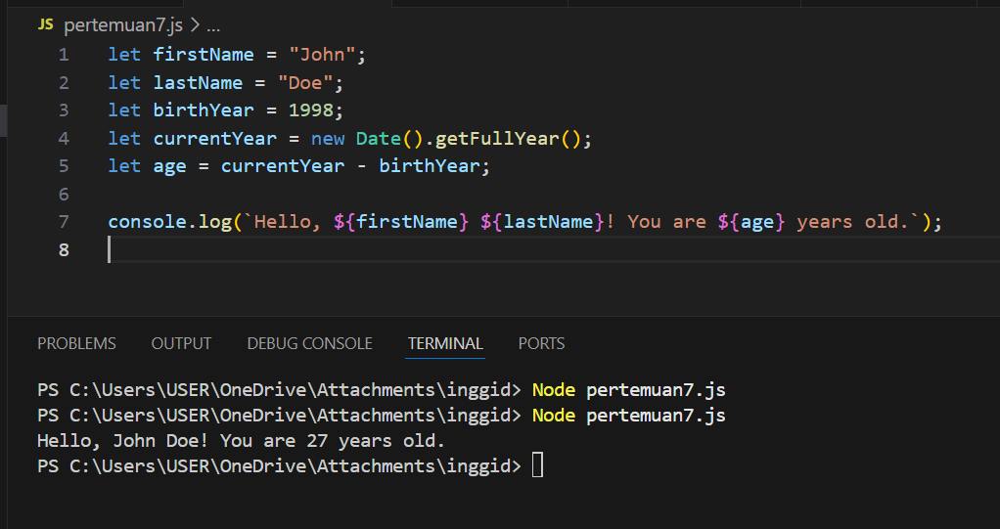 JS pertemuan7.js > ...
1 let firstName = "John";
2 let lastName = "Doe";
3 let birthYear = 1998;
4 let currentYear = new Date().getFullYear();
5 let age = currentYear - birthYear;
6
7 console.log(`Hello, ${firstName} ${lastName}! You are ${age} years old.`);
8
PROBLEMS OUTPUT DEBUG CONSOLE TERMINAL PORTS
PS C:\Users\USER\OneDrive\Attachments\inggid> Node pertemuan7.js
PS C:\Users\USER\OneDrive\Attachments\inggid> Node pertemuan7.js
Hello, John Doe! You are 27 years old.
PS C:\Users\USER\OneDrive\Attachments\inggid>